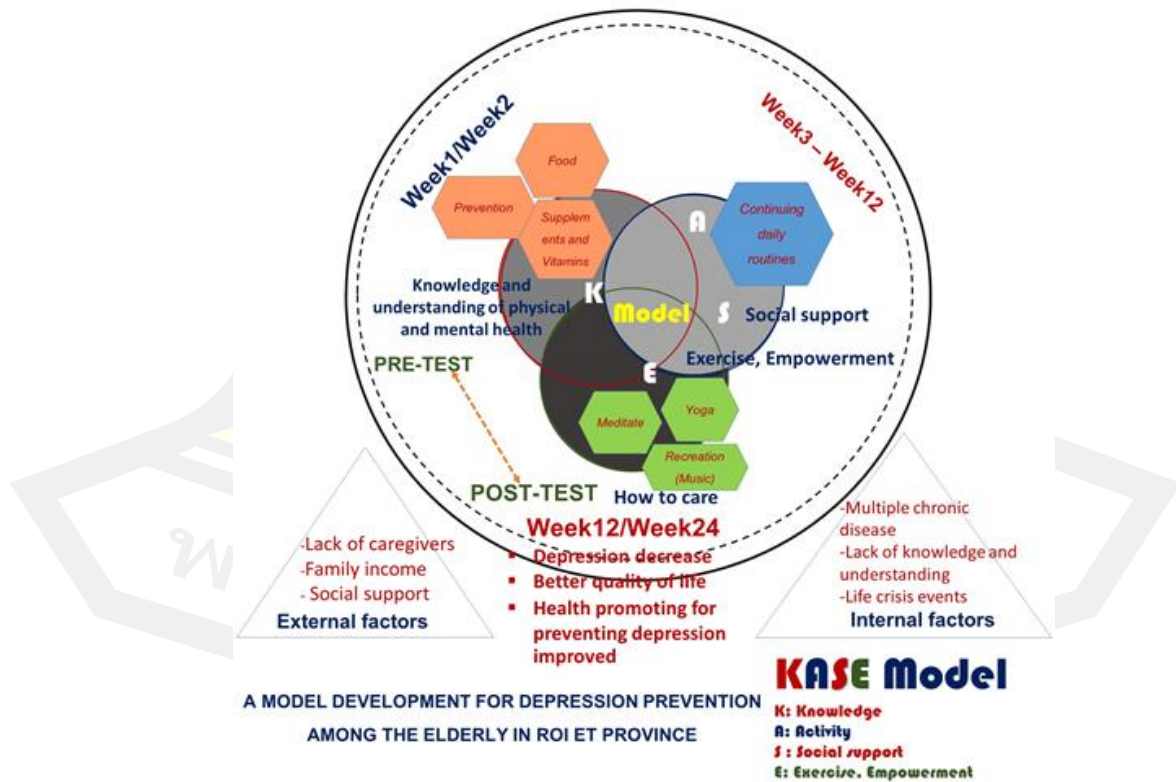 Week1/Week2
Week3 – Week12
Food
Prevention
Supplem
ents and
Vitamins
A
Continuing
daily
routines
Knowledge and
understanding of physical
and mental health
K
Model
S
Social support
PRE-TEST
E
Exercise, Empowerment
Meditate
Yoga
Recreation
(Music)
POST-TEST
How to care
Week12/Week24
▪ Depression decrease
▪ Better quality of life
▪ Health promoting for
preventing depression
improved
-Lack of caregivers
-Family income
- Social support
External factors
-Multiple chronic
disease
-Lack of knowledge and
understanding
-Life crisis events
Internal factors
A MODEL DEVELOPMENT FOR DEPRESSION PREVENTION
AMONG THE ELDERLY IN ROI ET PROVINCE
KASE Model
K: Knowledge
A: Activity
S : Social support
E: Exercise. Empowerment